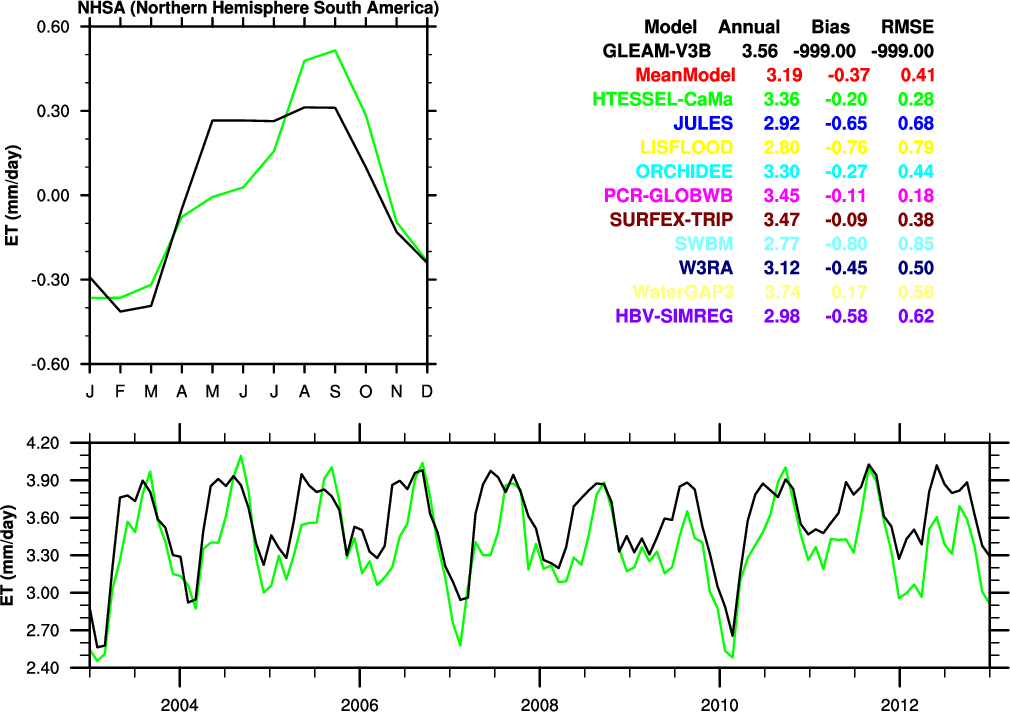 NHSA (Northern Hemisphere South America)
0.60
0.30
0.00
-0.30
-0.60
ET (mm/day)
J F M A M J J A S O N D
Model Annual Bias RMSE
GLEAM-V3B 3.56 -999.00 -999.00
MeanModel 3.19 -0.37 0.41
HTESSEL-CaMa 3.36 -0.20 0.28
JULES 2.92 -0.65 0.68
LISFLOOD 2.80 -0.76 0.79
ORCHIDEE 3.30 -0.27 0.44
PCR-GLOBWB 3.45 -0.11 0.18
SURFEX-TRIP 3.47 -0.09 0.38
SWBM 2.77 -0.80 0.85
W3RA 3.12 -0.45 0.50
WaterGAP3 3.74 0.17 0.58
HBV-SIMREG 2.98 -0.58 0.62
4.20
3.90
3.60
3.30
3.00
2.70
2.40
ET (mm/day)
2004 2006 2008 2010 2012